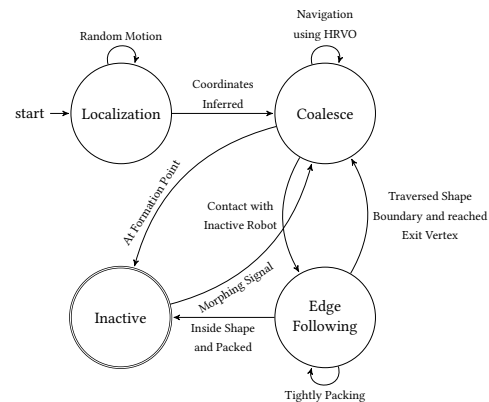 Navigation
using HRVO
Random Motion
Coordinates
Inferred
start
Localization
Coalesce
At Formation Point
Contact with
Inactive Robot
Traversed Shape
Boundary and reached
Exit Vertex
Morphing Signal
Inactive
Edge
Following
Inside Shape
and Packed
Tightly Packing